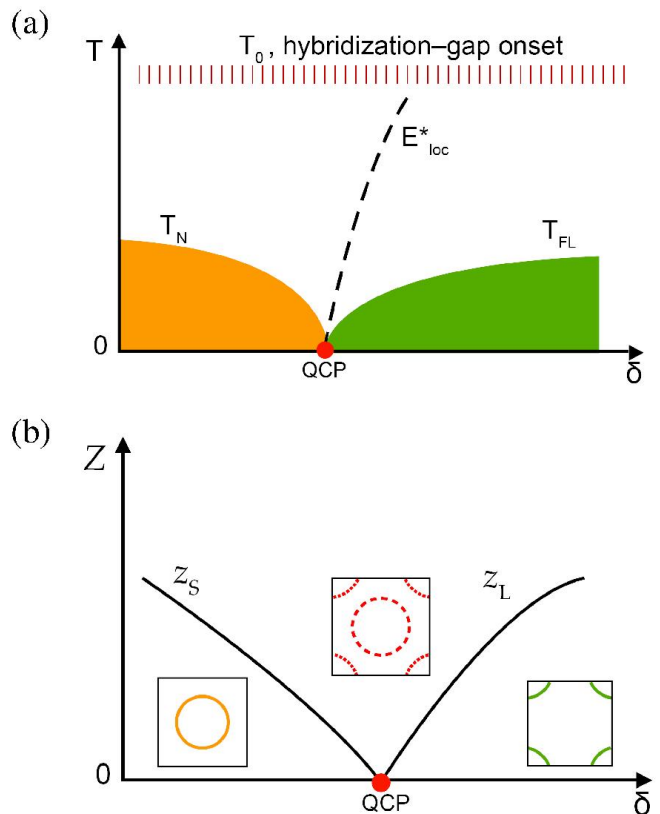 (a)
T
T0, hybridization–gap onset
E*loc
TN
TFL
0
QCP
δ
(b)
Z
zS
zL
0
QCP
δ